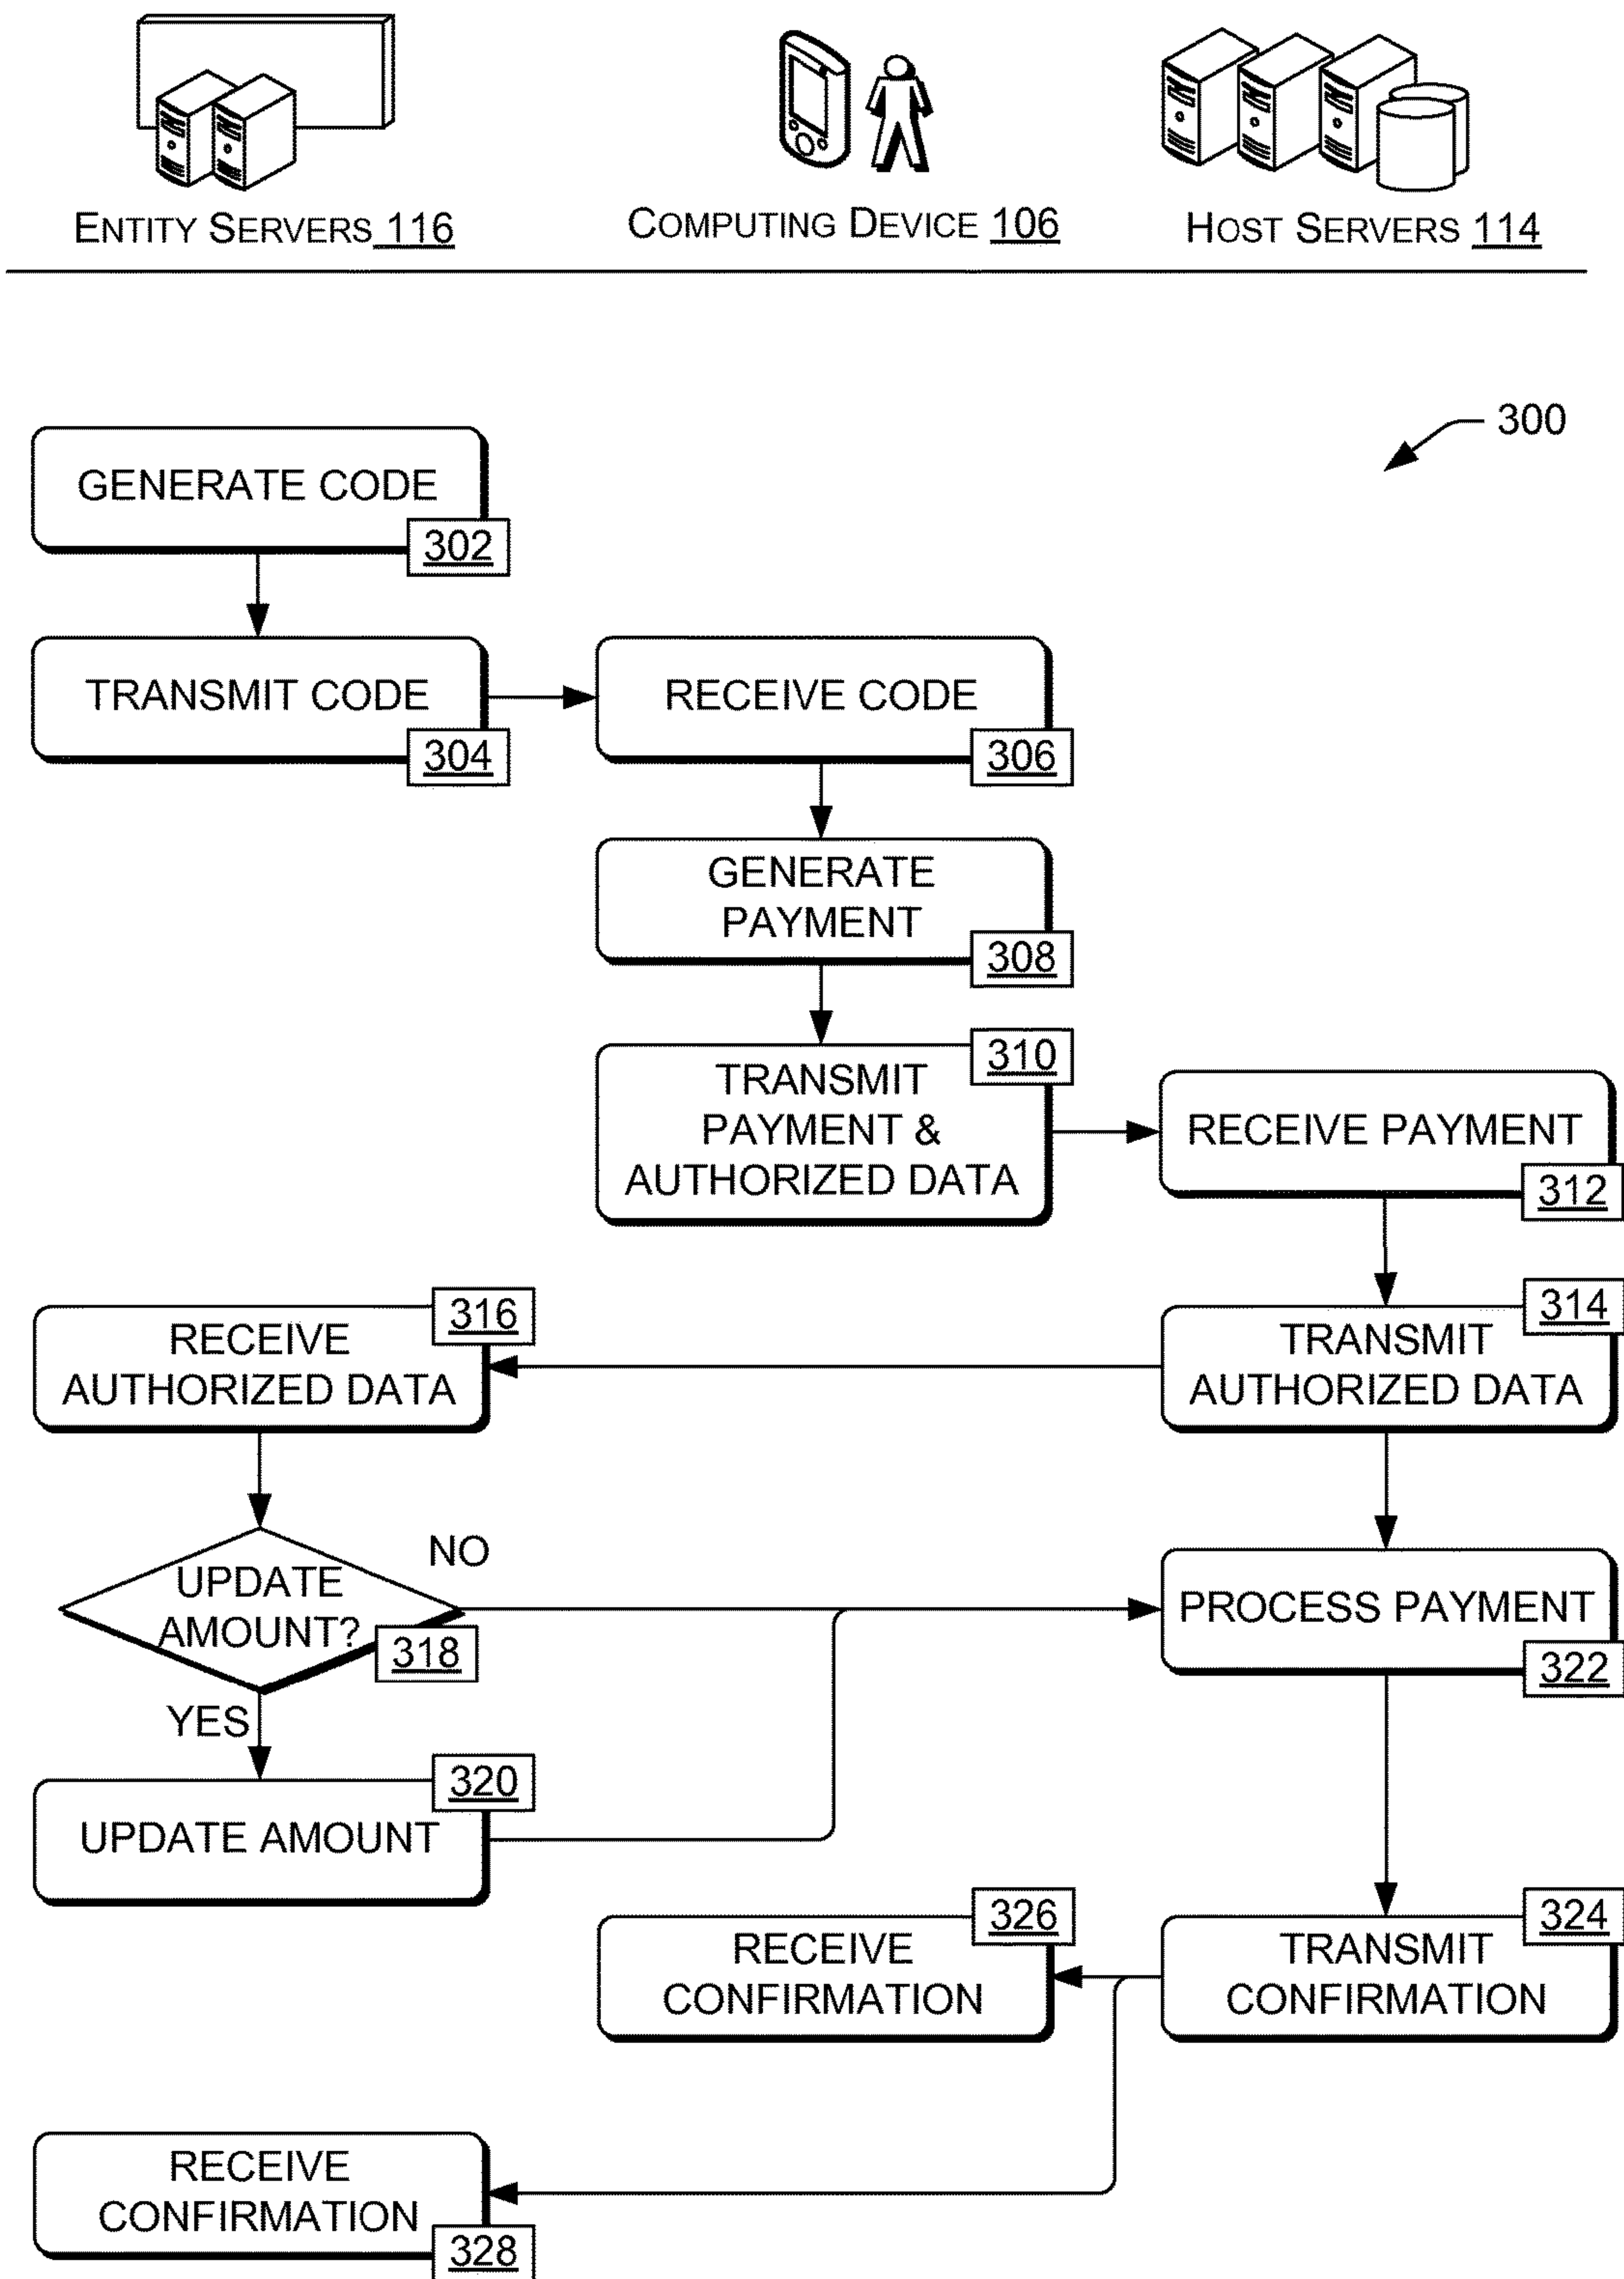 ENTITY SERVERS 116
COMPUTING DEVICE 106
HOST SERVERS 114
300
GENERATE CODE
302
TRANSMIT CODE
304
RECEIVE CODE
306
GENERATE
PAYMENT
308
310
TRANSMIT
PAYMENT &
AUTHORIZED DATA
RECEIVE PAYMENT
312
314
TRANSMIT
AUTHORIZED DATA
316
RECEIVE
AUTHORIZED DATA
NO
UPDATE
AMOUNT?
318
YES
PROCESS PAYMENT
322
320
UPDATE AMOUNT
324
TRANSMIT
CONFIRMATION
326
RECEIVE
CONFIRMATION
RECEIVE
CONFIRMATION
328